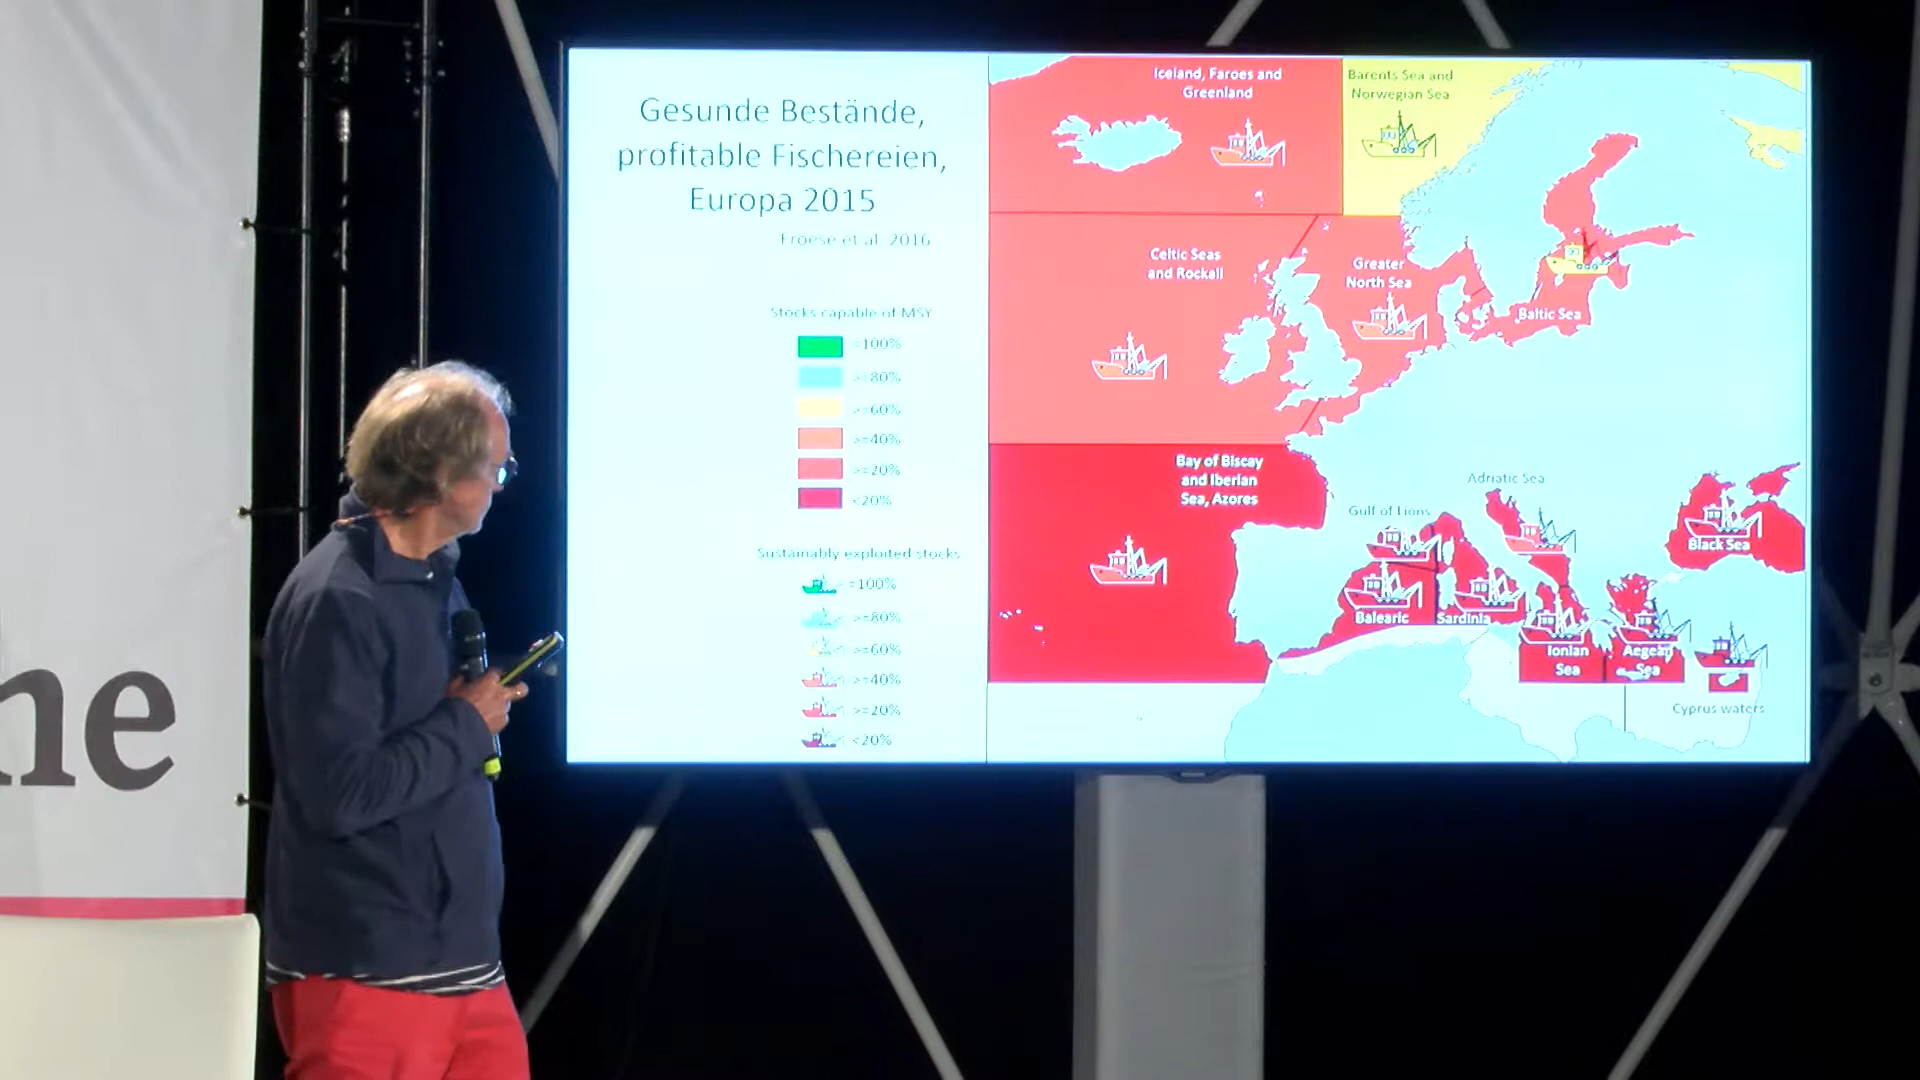 he
Gesunde Bestände,
profitable Fischereien,
Europa 2015
Froese et al. 2016
Stocks capable of MSY
=100%
>=80%
>=60%
>=40%
>=20%
<20%
Sustainably exploited stocks
=100%
>=80%
>=60%
>=40%
>=20%
<20%
Iceland, Faroes and
Greenland
Barents Sea and
Norwegian Sea
Celtic Seas
and Rockall
Greater
North Sea
Baltic Sea
Bay of Biscay
and Iberian
Sea, Azores
Adriatic Sea
Gulf of Lions
Black Sea
Balearic
Sardinia
Ionian
Sea
Aegean
Sea
Cyprus waters